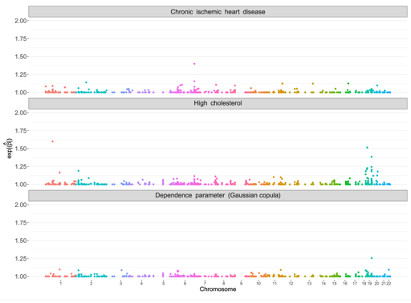 Chronic ischemic heart disease
2.00
1.75
1.50
1.25
1.00
High cholesterol
2.00
1.75
1.50
1.25
1.00
exp(|β̂|)
Dependence parameter (Gaussian copula)
2.00
1.75
1.50
1.25
1.00
1 2 3 4 5 6 7 8 9 10 11 12 13 14 15 16 17 18 19 20 21 22
Chromosome